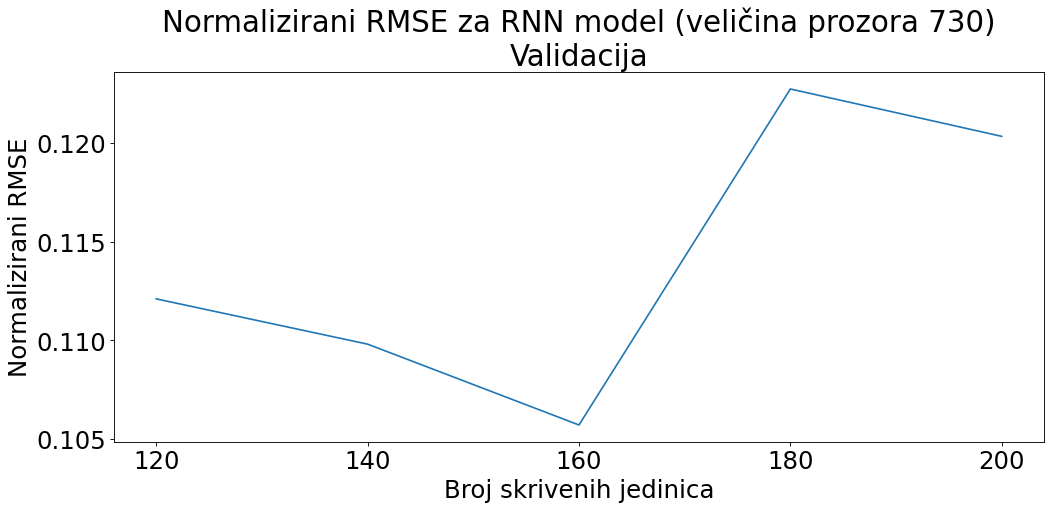 Normalizirani RMSE za RNN model (veličina prozora 730)
Validacija
Normalizirani RMSE
0.120
0.115
0.110
0.105
120 140 160 180 200
Broj skrivenih jedinica